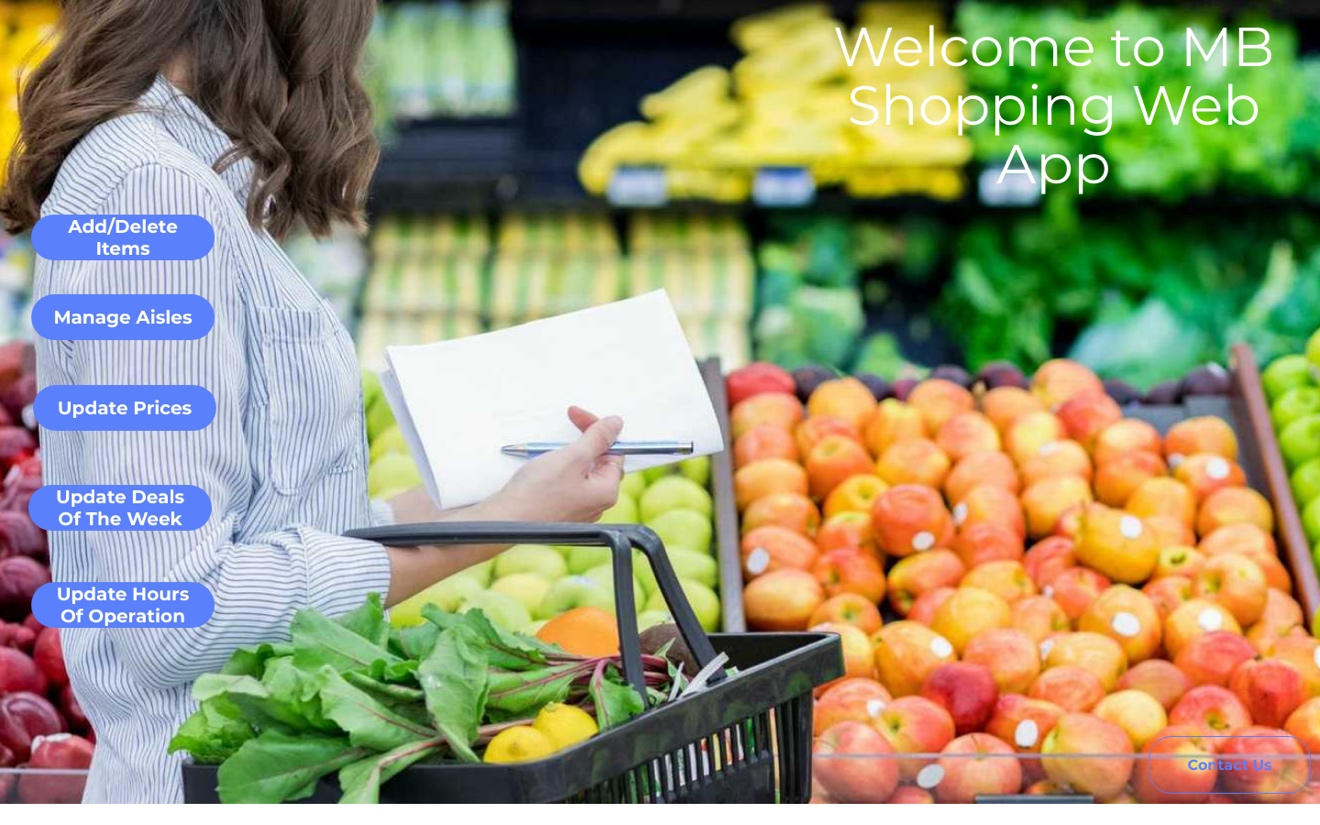 Welcome to MB
Shopping Web
App
Add/Delete
Items
Manage Aisles
Update Prices
Update Deals
Of The Week
Update Hours
Of Operation
Contact Us